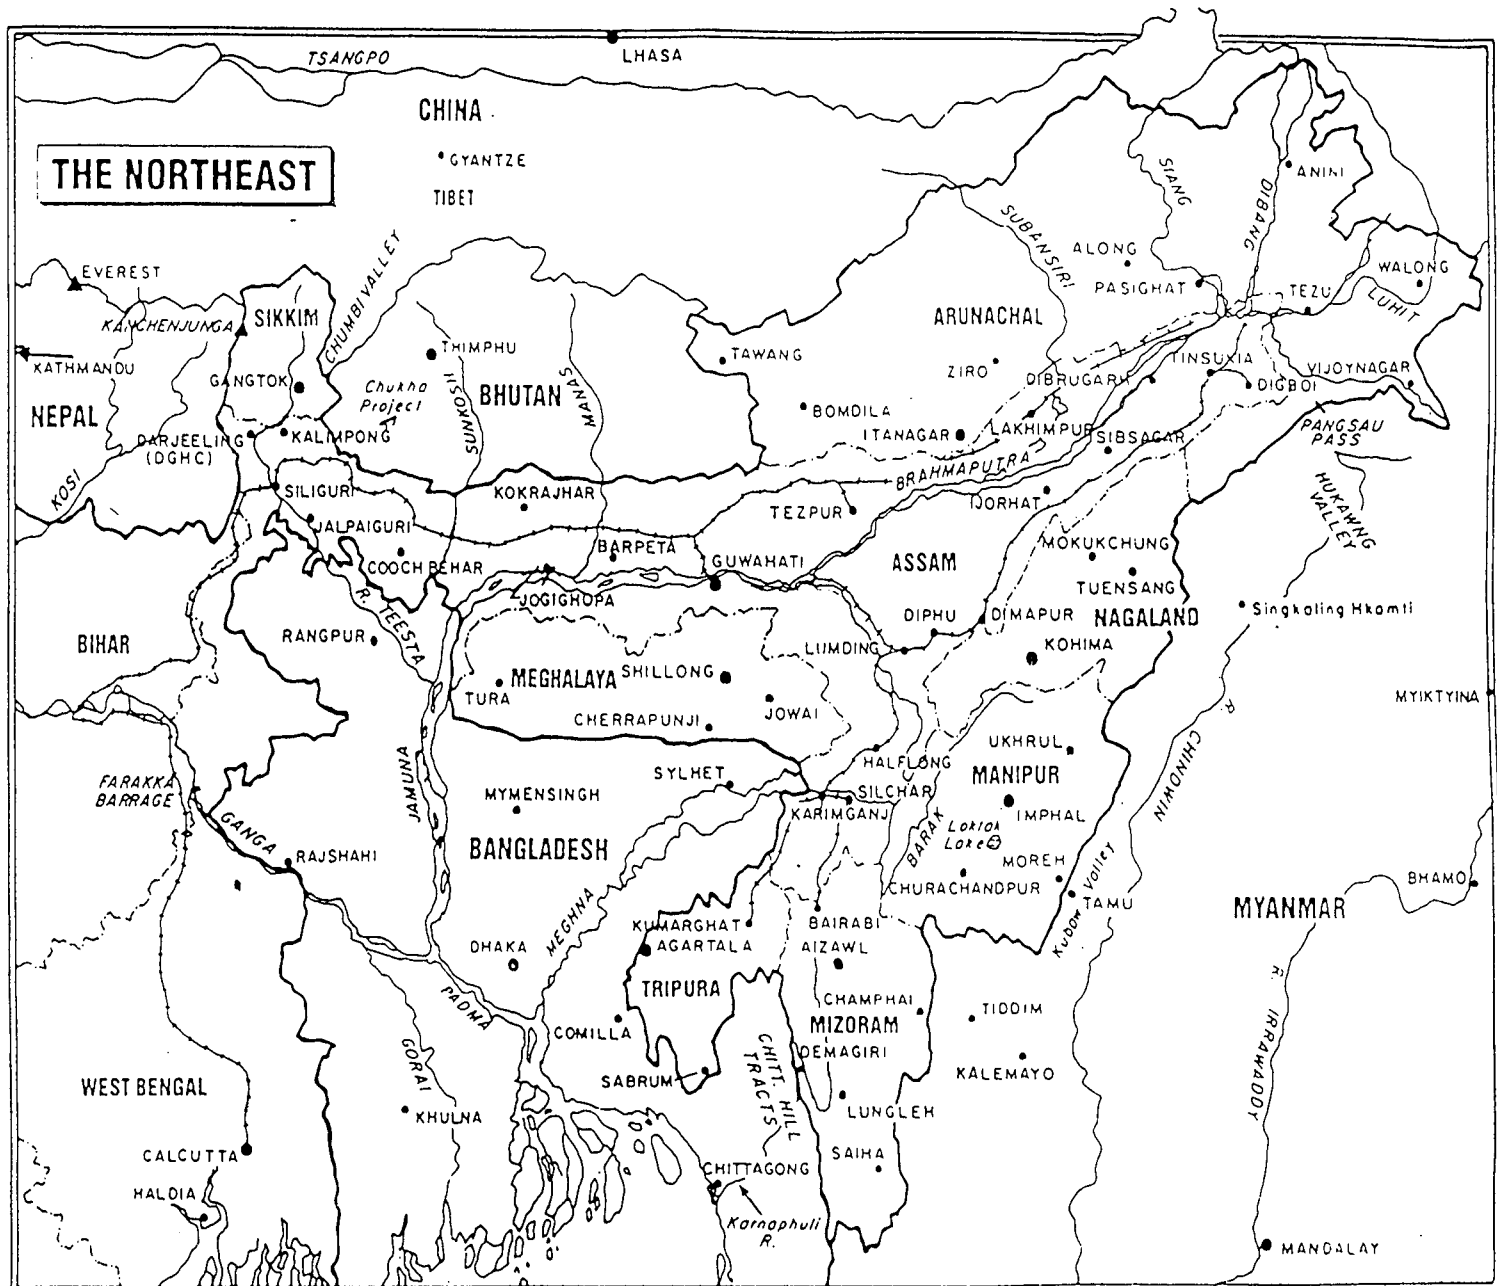 TSANGPO
LHASA
CHINA
THE NORTHEAST
GYANTZE
TIBET
ANINI
SIANG
DIBANG
SUBANSIRI
ALONG
PASIGHAT
WALONG
TEZU
LUHIT
EVEREST
CHUMBI VALLEY
KANCHENJUNGA
SIKKIM
ARUNACHAL
KATHMANDU
THIMPHU
TAWANG
TINSUXIA
ZIRO
DIBRUGARH
DIGBOI
VIJOYNAGAR
GANGTOK
Chukha
Project
SUNKOSH
BHUTAN
MANAS
NEPAL
BOMDILA
ITANAGAR
LAKHIMPUR
SIBSAGAR
PANGSAU
PASS
DARJEELING
(DGHC)
KALIMPONG
KOSI
SILIGURI
KOKRAJHAR
BRAHMAPUTRA
TEZPUR
IJORHAT
HUKAWNG
VALLEY
JALPAIGURI
COOCH BEHAR
BARPETA
GUWAHATI
ASSAM
MOKUKCHUNG
TUENSANG
JOGIGHOPA
R. TEESTA
DIPHU
DIMAPUR
NAGALAND
Singkaling Hkamti
BIHAR
RANGPUR
LUMDING
KOHIMA
MEGHALAYA
SHILLONG
TURA
JOWAI
CHERRAPUNJI
MYIKTYINA
R. CHINDWIN
UKHRUL
HALFLONG
MANIPUR
SYLHET
FARAKKA
BARRAGE
JAMUNA
MYMENSINGH
SILCHAR
KARIMGANJ
IMPHAL
BARAK
Loktak
Lake
GANGA
RAJSHAHI
BANGLADESH
MOREH
CHURACHANDPUR
Kubow Valley
TAMU
BHAMO
MYANMAR
MEGHNA
KUMARGHAT
BAIRABI
DHAKA
AGARTALA
AIZAWL
TRIPURA
PADMA
CHAMPHAI
MIZORAM
TIDDIM
COMILLA
DEMAGIRI
GORAI
CHITT. HILL
TRACTS
R. IRRAWADDY
WEST BENGAL
SABRUM
KALEMAYO
KHULNA
LUNGLEH
CALCUTTA
SAIHA
CHITTAGONG
HALDIA
Karnaphuli
R.
MANDALAY